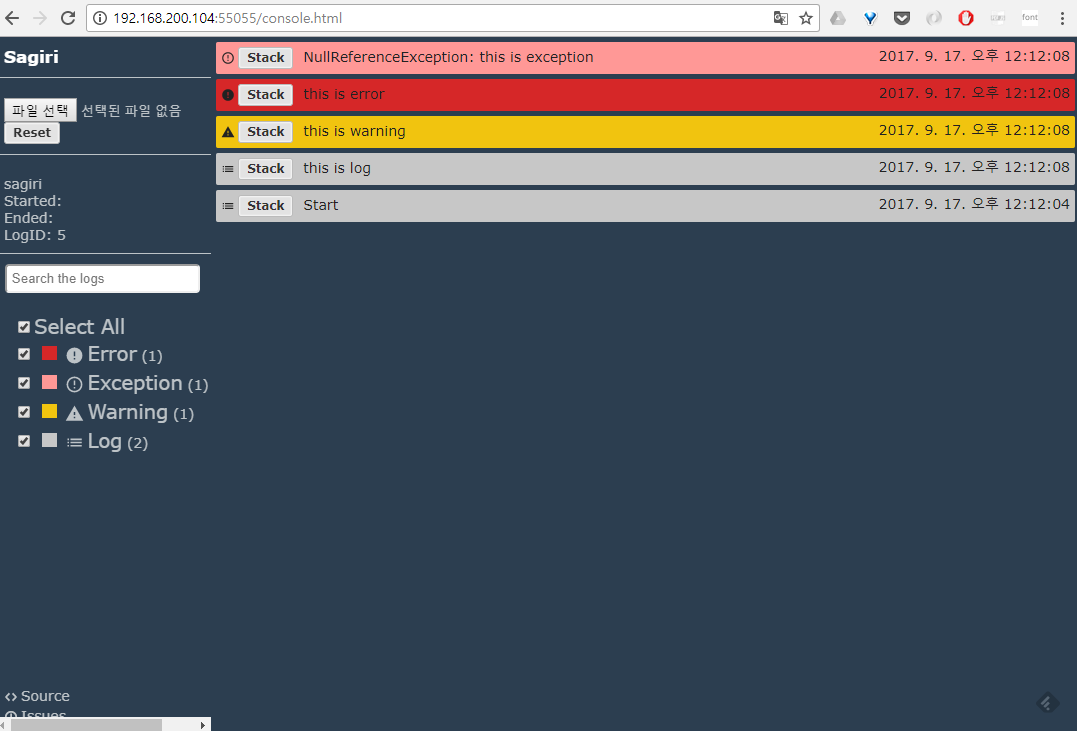 192.168.200.104:55055/console.html
font
Sagiri
파일 선택 선택된 파일 없음
Reset
sagiri
Started:
Ended:
LogID: 5
Search the logs
Select All
Error (1)
Exception (1)
Warning (1)
Log (2)
Source
Issues
Stack NullReferenceException: this is exception 2017. 9. 17. 오후 12:12:08
Stack this is error 2017. 9. 17. 오후 12:12:08
Stack this is warning 2017. 9. 17. 오후 12:12:08
Stack this is log 2017. 9. 17. 오후 12:12:08
Stack Start 2017. 9. 17. 오후 12:12:04